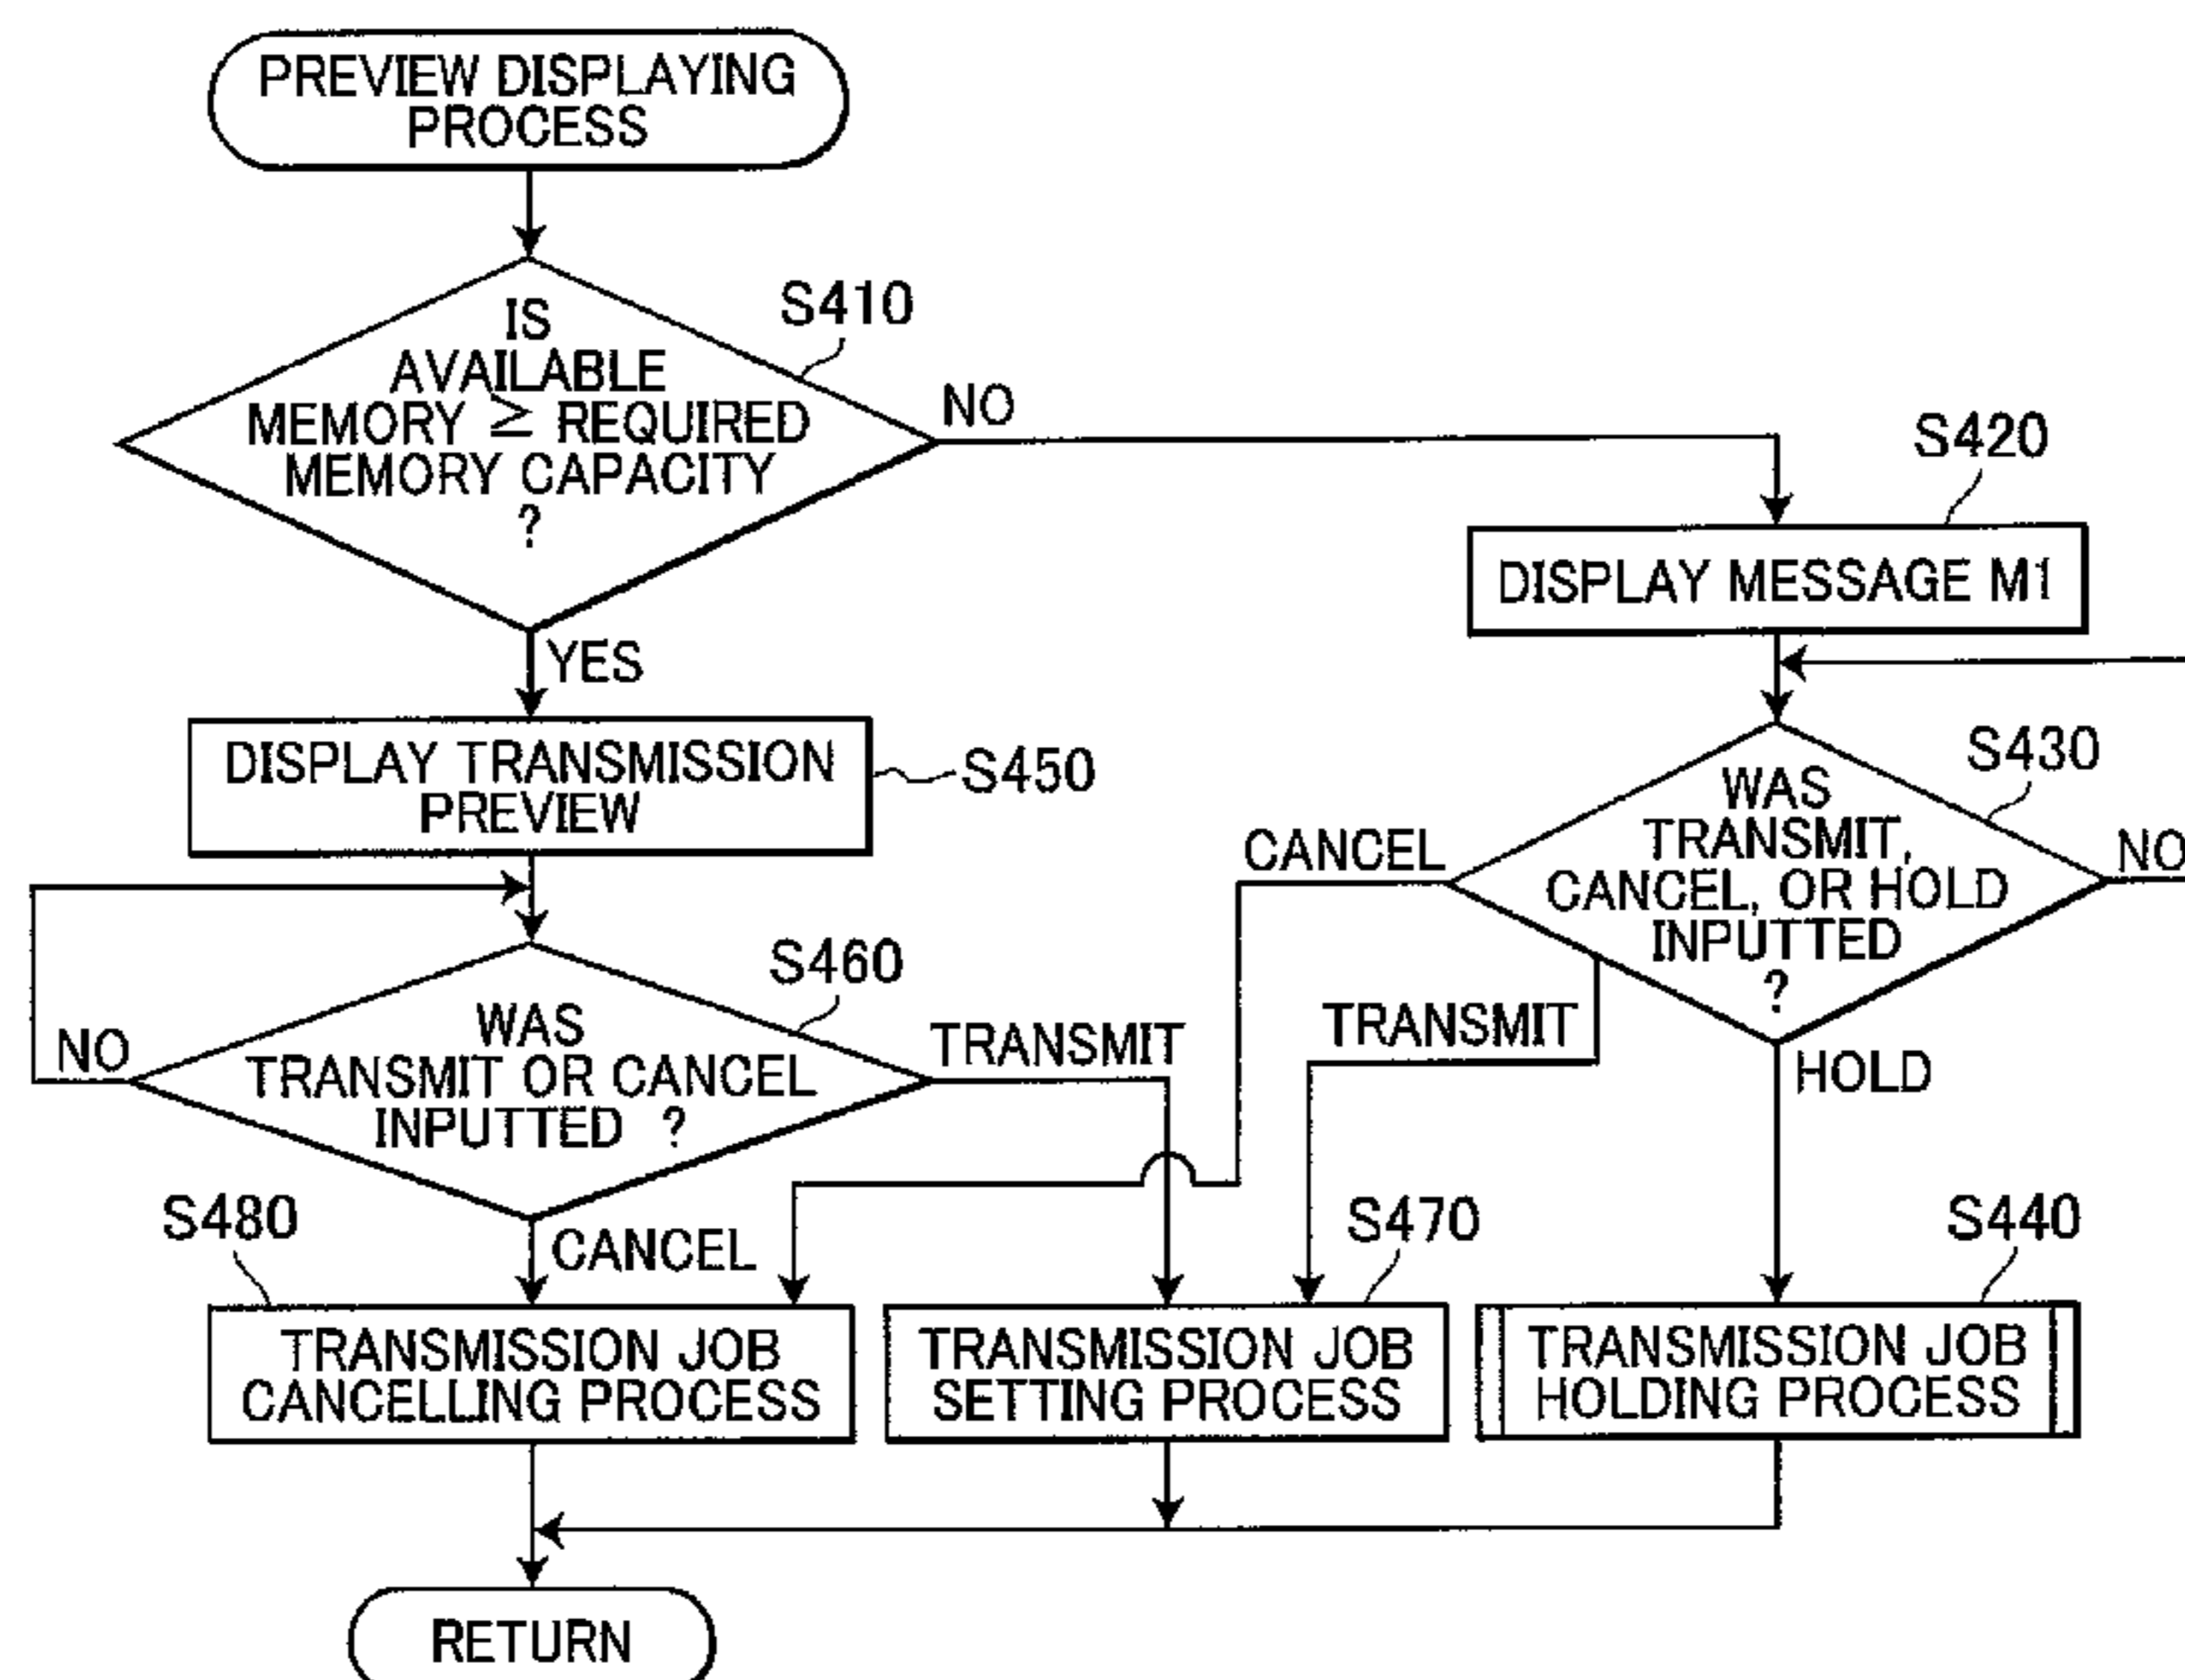 PREVIEW DISPLAYING
PROCESS
S410
IS
AVAILABLE
MEMORY ≧ REQUIRED
MEMORY CAPACITY
?
NO
YES
S420
DISPLAY MESSAGE M1
DISPLAY TRANSMISSION
PREVIEW
S450
S430
WAS
TRANSMIT,
CANCEL, OR HOLD
INPUTTED
?
CANCEL
NO
TRANSMIT
HOLD
S460
WAS
TRANSMIT OR CANCEL
INPUTTED ?
NO
TRANSMIT
CANCEL
S480
TRANSMISSION JOB
CANCELLING PROCESS
S470
TRANSMISSION JOB
SETTING PROCESS
S440
TRANSMISSION JOB
HOLDING PROCESS
RETURN